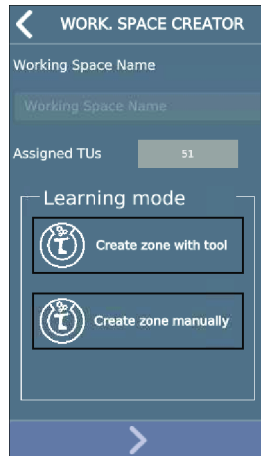 WORK. SPACE CREATOR
Working Space Name
Working Space Name
Assigned TUs 51
Learning mode
Create zone with tool
Create zone manually